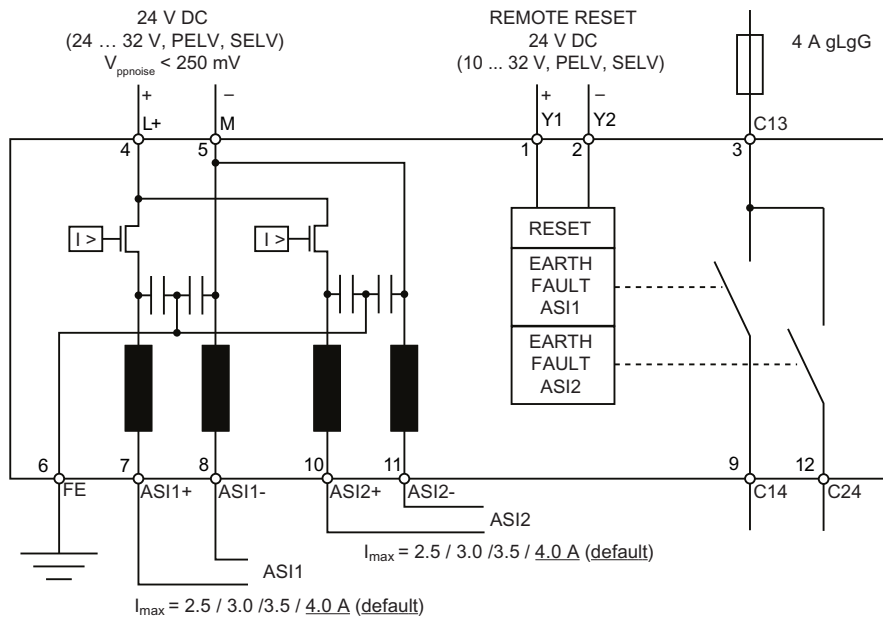 24 V DC
(24 ... 32 V, PELV, SELV)
Vppnoise < 250 mV
REMOTE RESET
24 V DC
(10 ... 32 V, PELV, SELV)
4 A gLgG
+
–
+
–
L+
M
Y1
Y2
C13
4
5
1
2
3
I >
I >
RESET
EARTH
FAULT
ASI1
EARTH
FAULT
ASI2
6
7
8
10
11
9
12
FE
ASI1+
ASI1-
ASI2+
ASI2-
C14
C24
ASI2
Imax = 2.5 / 3.0 /3.5 / 4.0 A (default)
ASI1
Imax = 2.5 / 3.0 /3.5 / 4.0 A (default)